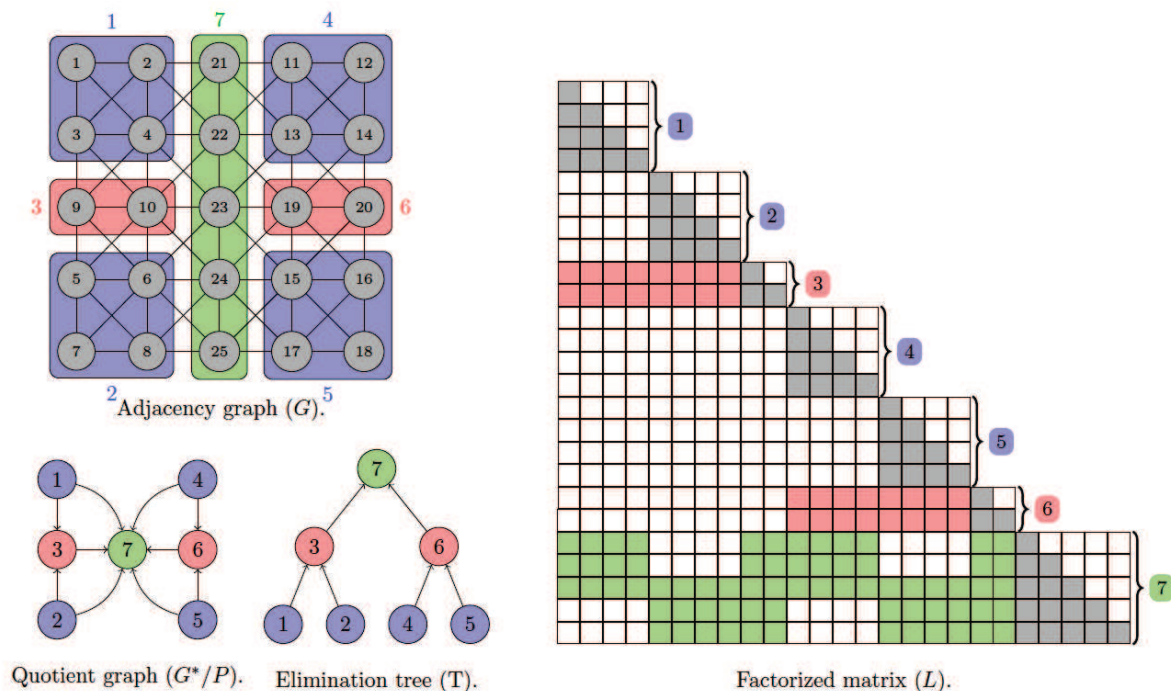 1 7 4
1 2 21 11 12
3 4 22 13 14
3 9 10 23 19 20 6
5 6 24 15 16
7 8 25 17 18
2 5
Adjacency graph (G).
1 4
3 7 6
2 5
Quotient graph (G*/P).
7
3 6
1 2 4 5
Elimination tree (T).
1
2
3
4
5
6
7
Factorized matrix (L).